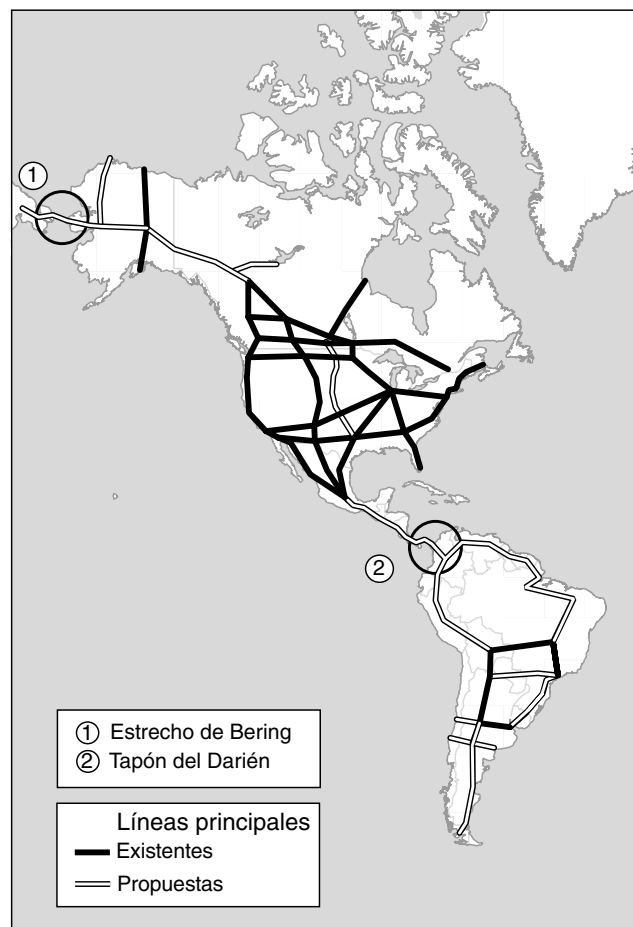 ①
②
① Estrecho de Bering
② Tapón del Darién
Líneas principales
Existentes
Propuestas